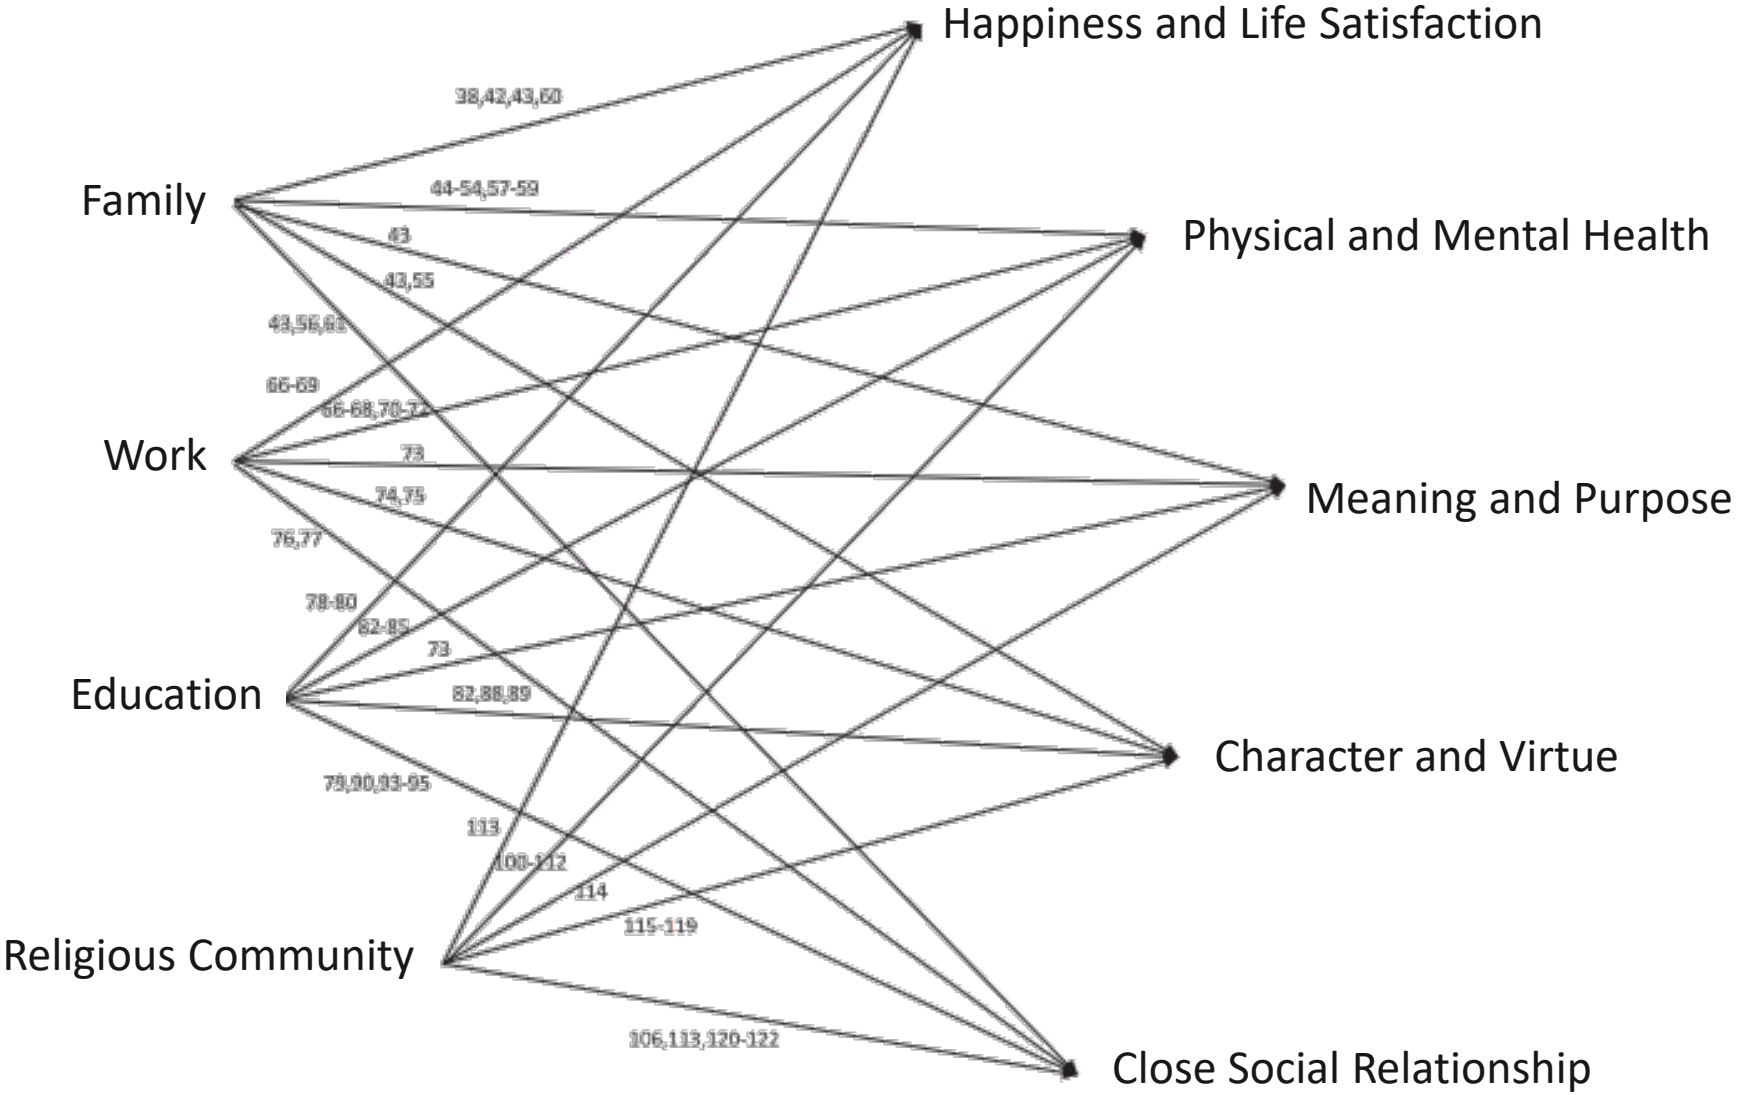 Happiness and Life Satisfaction
38,42,43,60
44-54,57-59
Family
43
Physical and Mental Health
43,55
43,56,61
66-69
66-68,70-72
Work
73
74,75
Meaning and Purpose
76,77
78-80
82-85
73
Education
82,88,89
Character and Virtue
79,90,93-95
113
100-112
114
115-119
Religious Community
106,113,120-122
Close Social Relationship